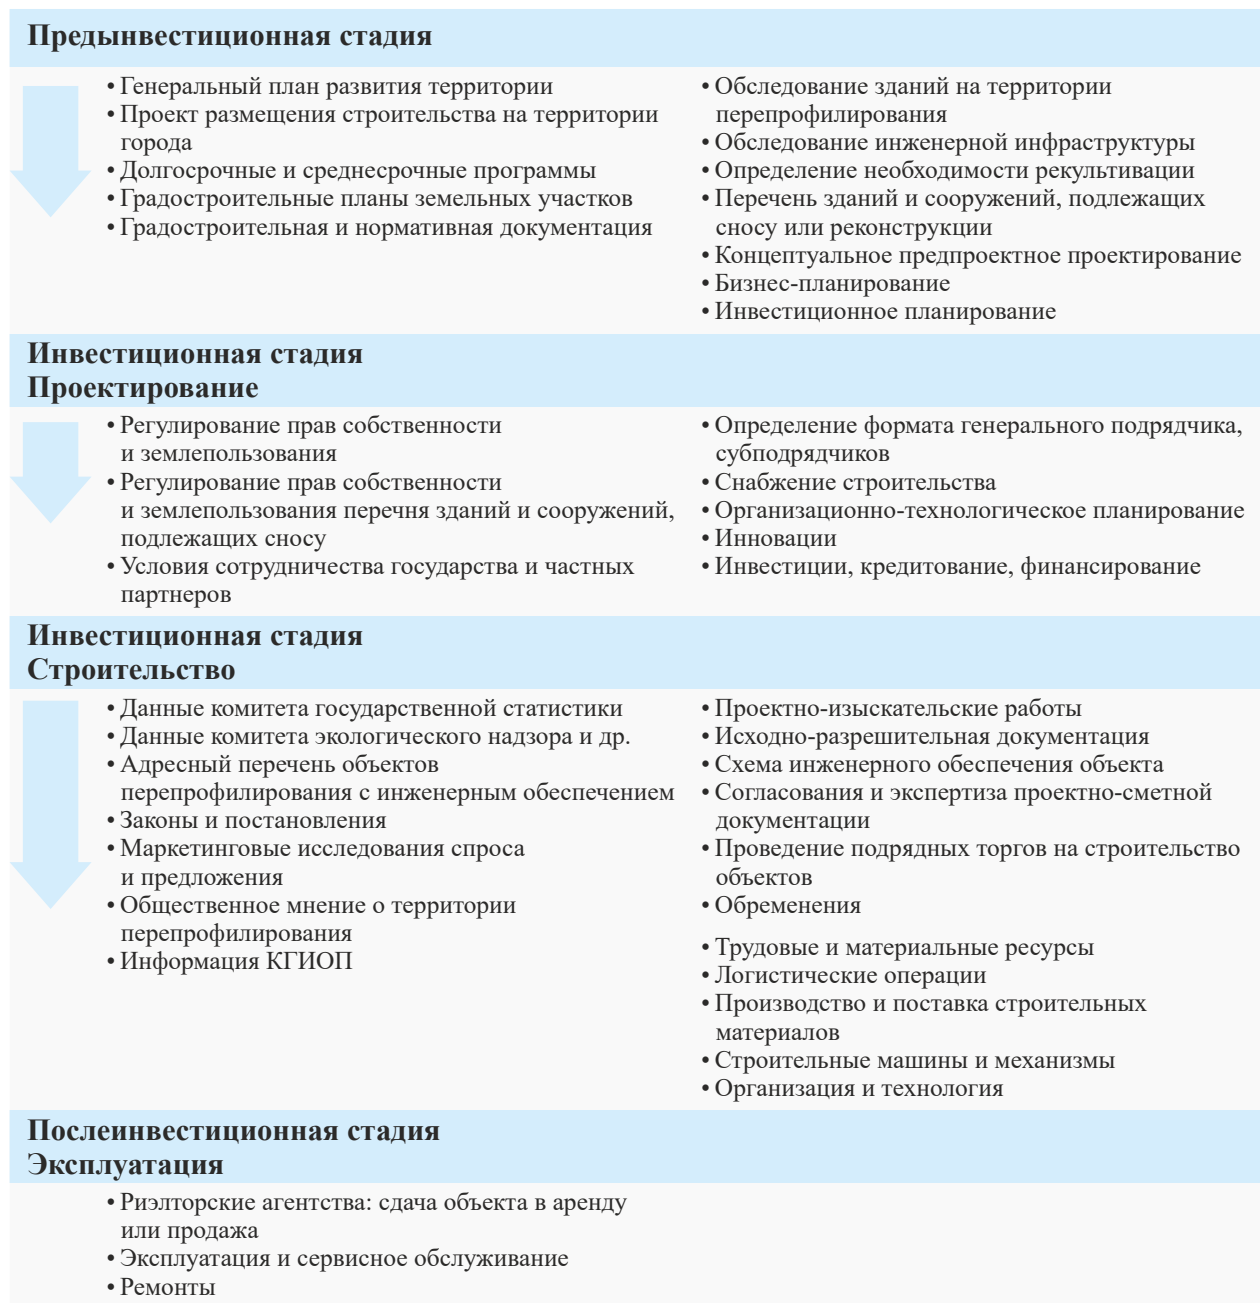 Предынвестиционная стадия
• Генеральный план развития территории
• Проект размещения строительства на территории
города
• Долгосрочные и среднесрочные программы
• Градостроительные планы земельных участков
• Градостроительная и нормативная документация
• Обследование зданий на территории
перепрофилирования
• Обследование инженерной инфраструктуры
• Определение необходимости рекультивации
• Перечень зданий и сооружений, подлежащих
сносу или реконструкции
• Концептуальное предпроектное проектирование
• Бизнес-планирование
• Инвестиционное планирование
Инвестиционная стадия
Проектирование
• Регулирование прав собственности
и землепользования
• Регулирование прав собственности
и землепользования перечня зданий и сооружений,
подлежащих сносу
• Условия сотрудничества государства и частных
партнеров
• Определение формата генерального подрядчика,
субподрядчиков
• Снабжение строительства
• Организационно-технологическое планирование
• Инновации
• Инвестиции, кредитование, финансирование
Инвестиционная стадия
Строительство
• Данные комитета государственной статистики
• Данные комитета экологического надзора и др.
• Адресный перечень объектов
перепрофилирования с инженерным обеспечением
• Законы и постановления
• Маркетинговые исследования спроса
и предложения
• Общественное мнение о территории
перепрофилирования
• Информация КГИОП
• Проектно-изыскательские работы
• Исходно-разрешительная документация
• Схема инженерного обеспечения объекта
• Согласования и экспертиза проектно-сметной
документации
• Проведение подрядных торгов на строительство
объектов
• Обременения
• Трудовые и материальные ресурсы
• Логистические операции
• Производство и поставка строительных
материалов
• Строительные машины и механизмы
• Организация и технология
Послеинвестиционная стадия
Эксплуатация
• Риэлторские агентства: сдача объекта в аренду
или продажа
• Эксплуатация и сервисное обслуживание
• Ремонты